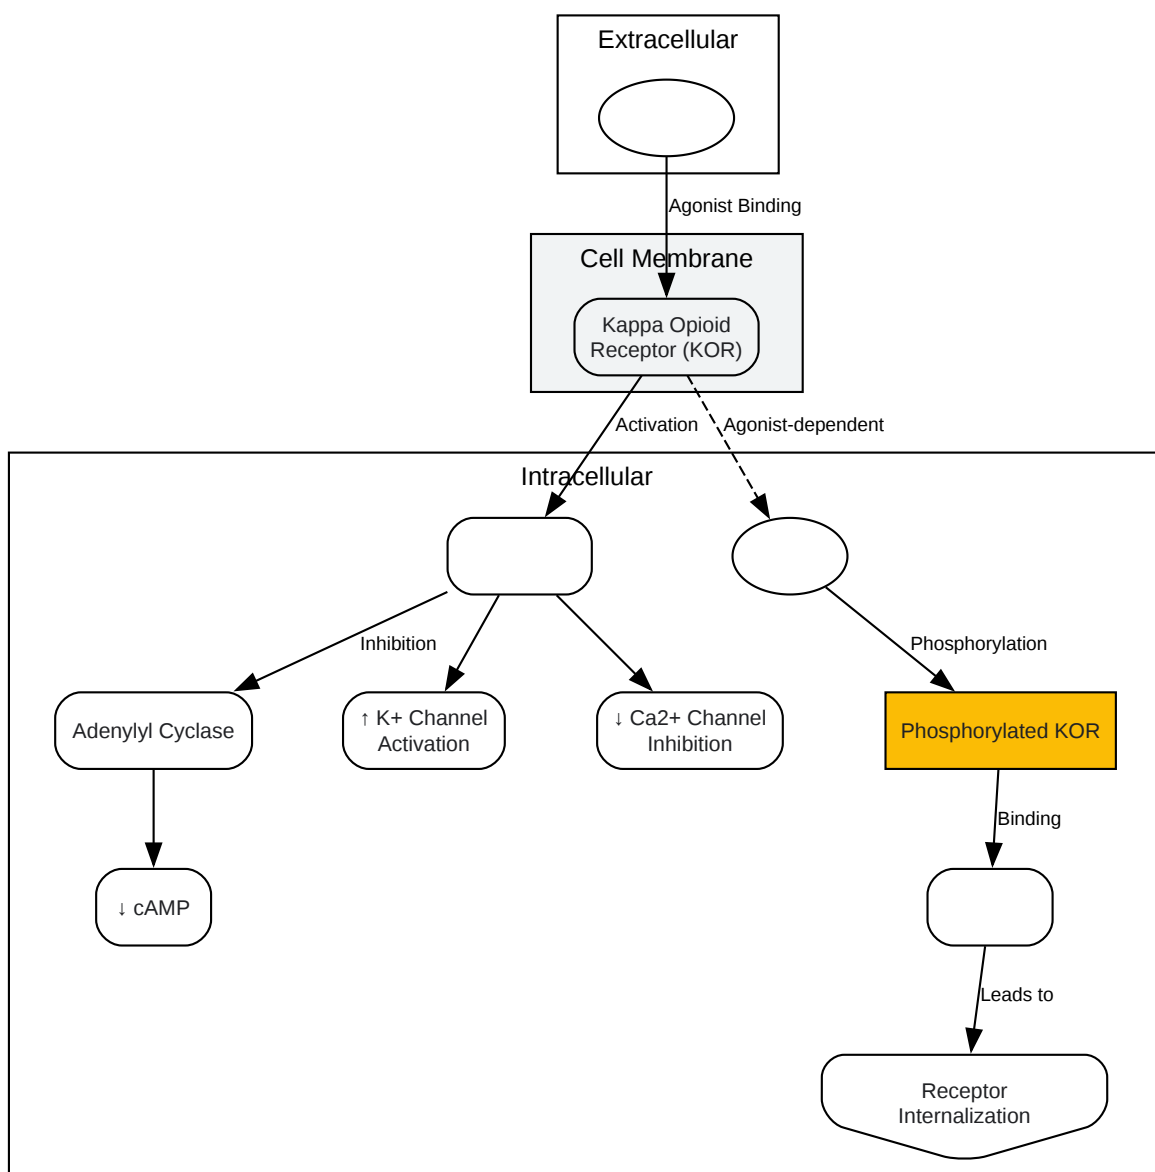 Extracellular
Agonist Binding
Cell Membrane
Kappa Opioid
Receptor (KOR)
Activation
Agonist-dependent
Intracellular
Inhibition
Phosphorylation
Adenylyl Cyclase
↑ K+ Channel
Activation
↓ Ca2+ Channel
Inhibition
Phosphorylated KOR
Binding
↓ cAMP
Leads to
Receptor
Internalization